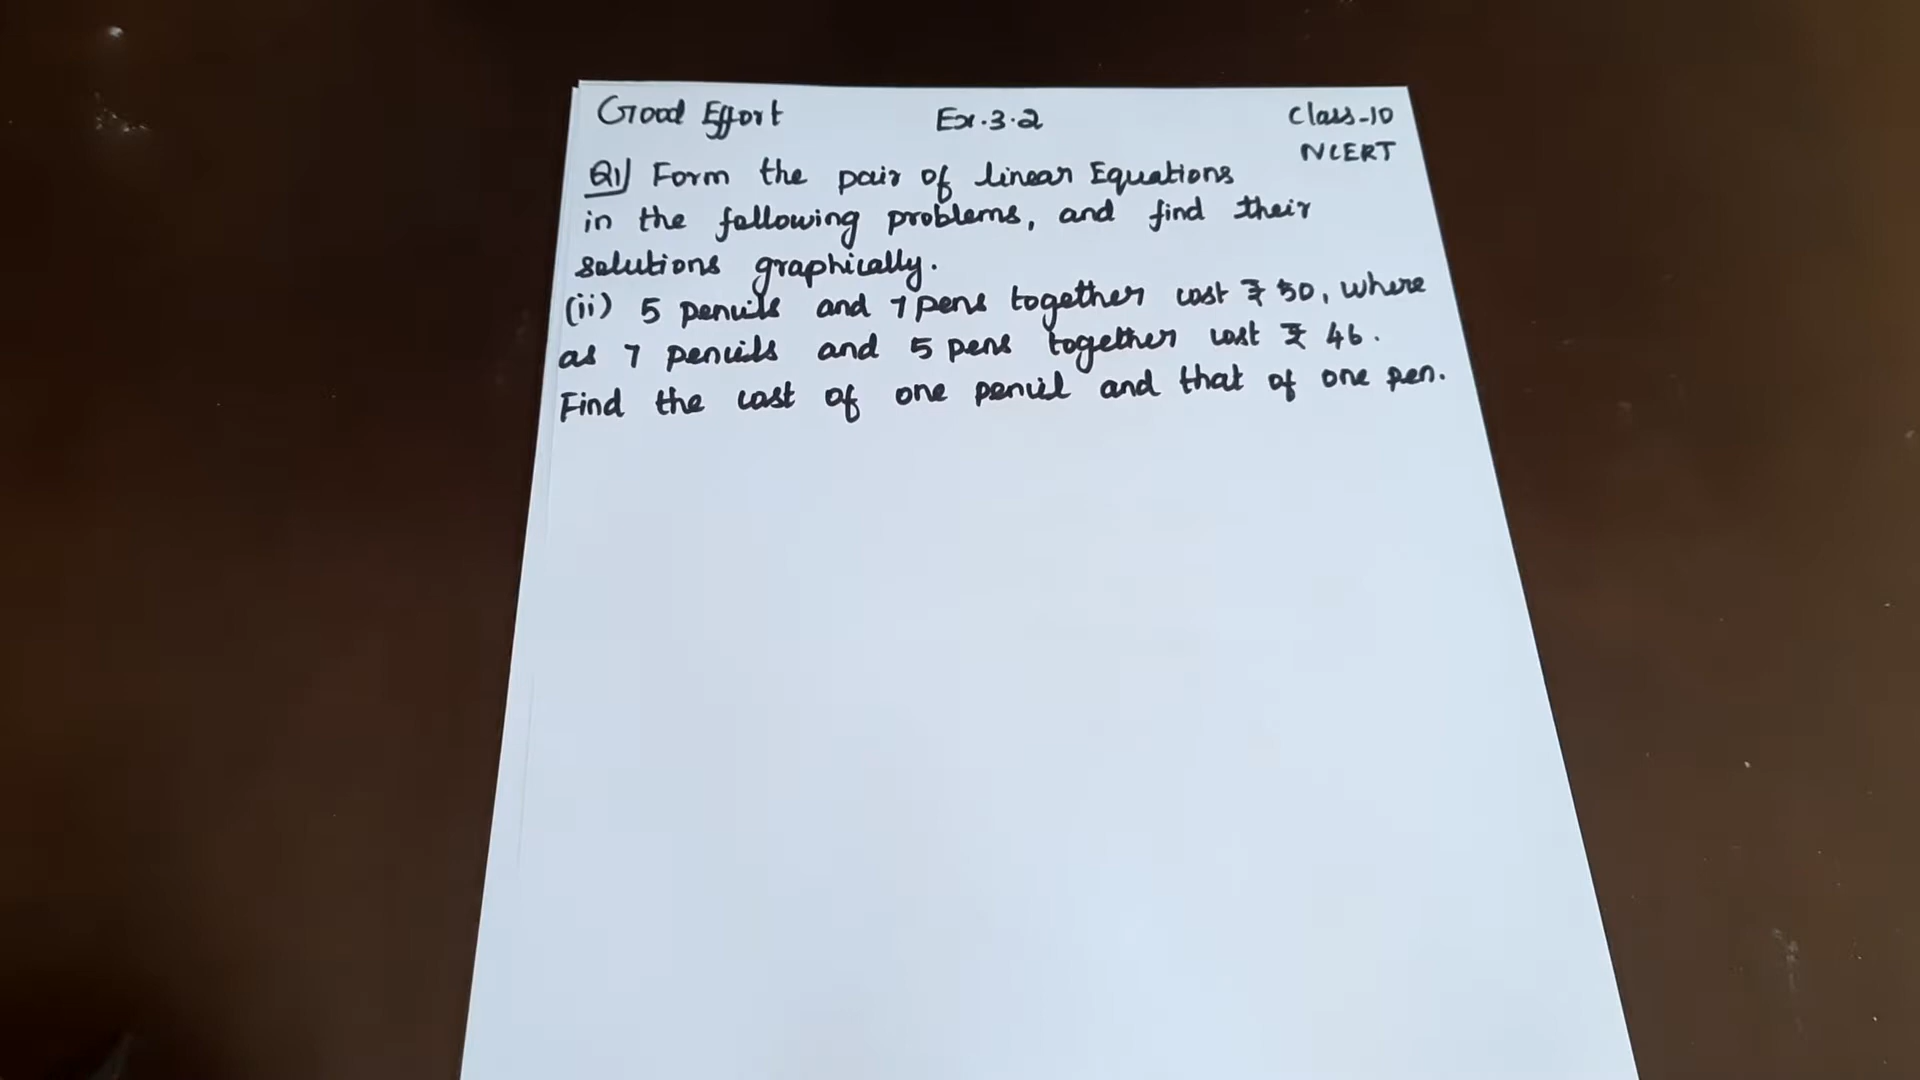 Good Effort Ex.3.2 Class-10
NCERT
Q1) Form the pair of linear Equations
in the following problems, and find their
solutions graphically.
(ii) 5 pencils and 7 pens together cost ₹ 50, where
as 7 pencils and 5 pens together cost ₹ 46.
Find the cost of one pencil and that of one pen.